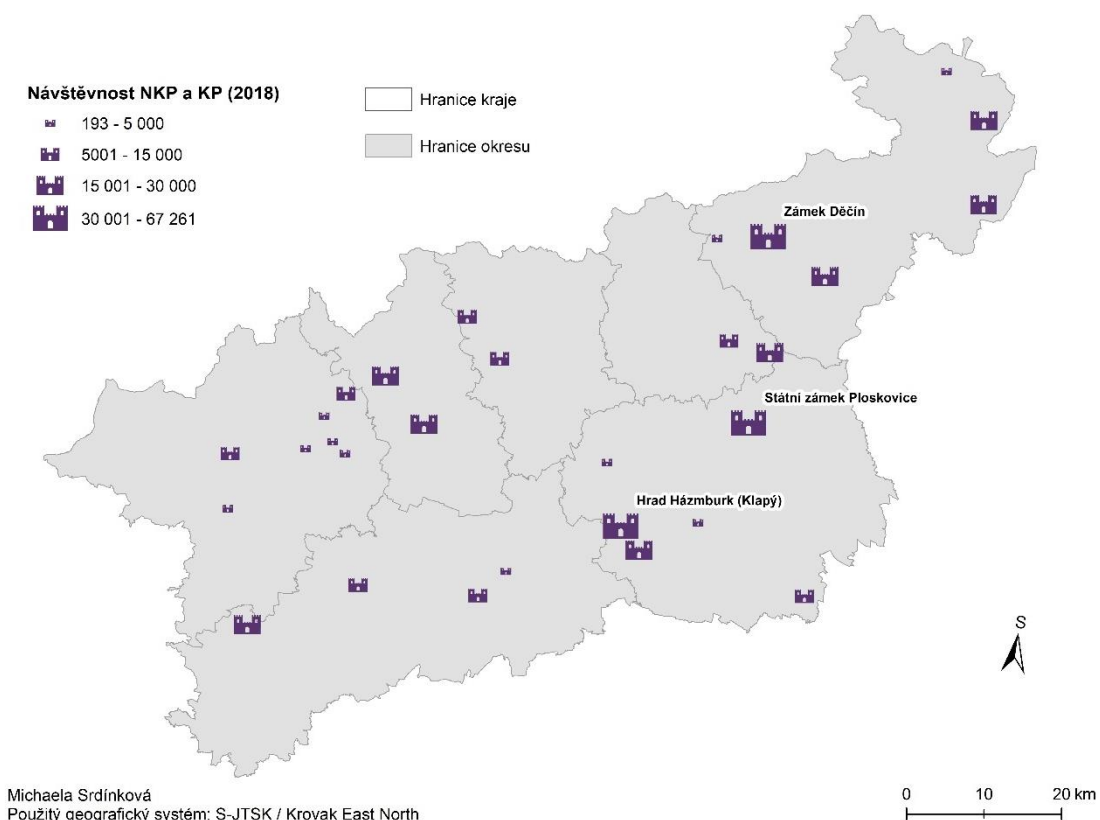 Návštěvnost NKP a KP (2018)
193 - 5 000
5001 - 15 000
15 001 - 30 000
30 001 - 67 261
Hranice kraje
Hranice okresu
Zámek Děčín
Státní zámek Ploskovice
Hrad Házmburk (Klapý)
S
Michaela Srdínková
Použitý geografický systém: S-JTSK / Krovak East North
0 10 20 km